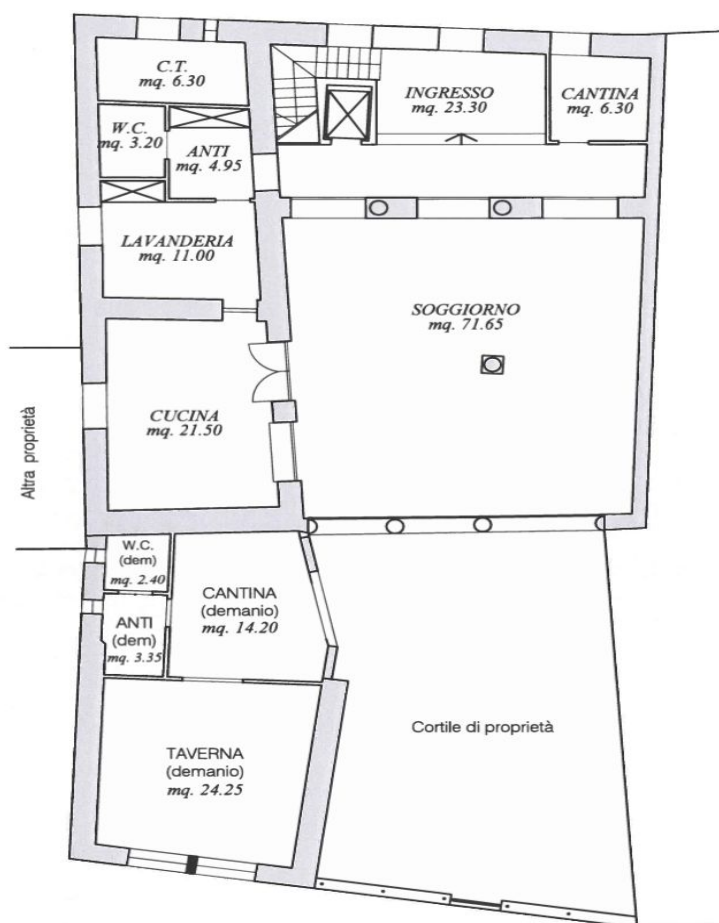 C.T.
mq. 6.30
INGRESSO
mq. 23.30
CANTINA
mq. 6.30
W.C.
mq. 3.20
ANTI
mq. 4.95
LAVANDERIA
mq. 11.00
SOGGIORNO
mq. 71.65
CUCINA
mq. 21.50
Altra proprietà
W.C.
(dem)
mq. 2.40
CANTINA
(demanio)
mq. 14.20
ANTI
(dem)
mq. 3.35
Cortile di proprietà
TAVERNA
(demanio)
mq. 24.25